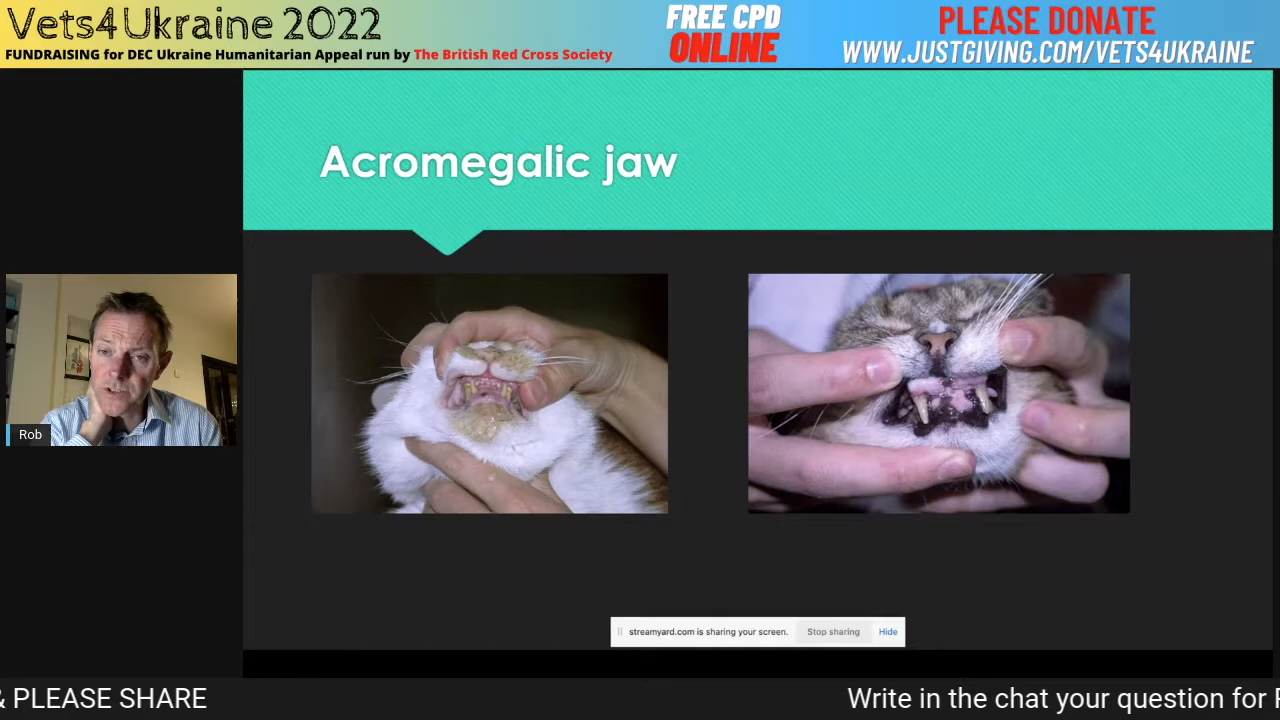 Vets4Ukraine 2022
FUNDRAISING for DEC Ukraine Humanitarian Appeal run by The British Red Cross Society
FREE CPD
ONLINE
PLEASE DONATE
WWW.JUSTGIVING.COM/VETS4UKRAINE
Acromegalic jaw
Rob
streamyard.com is sharing your screen. Stop sharing Hide
& PLEASE SHARE
Write in the chat your question for